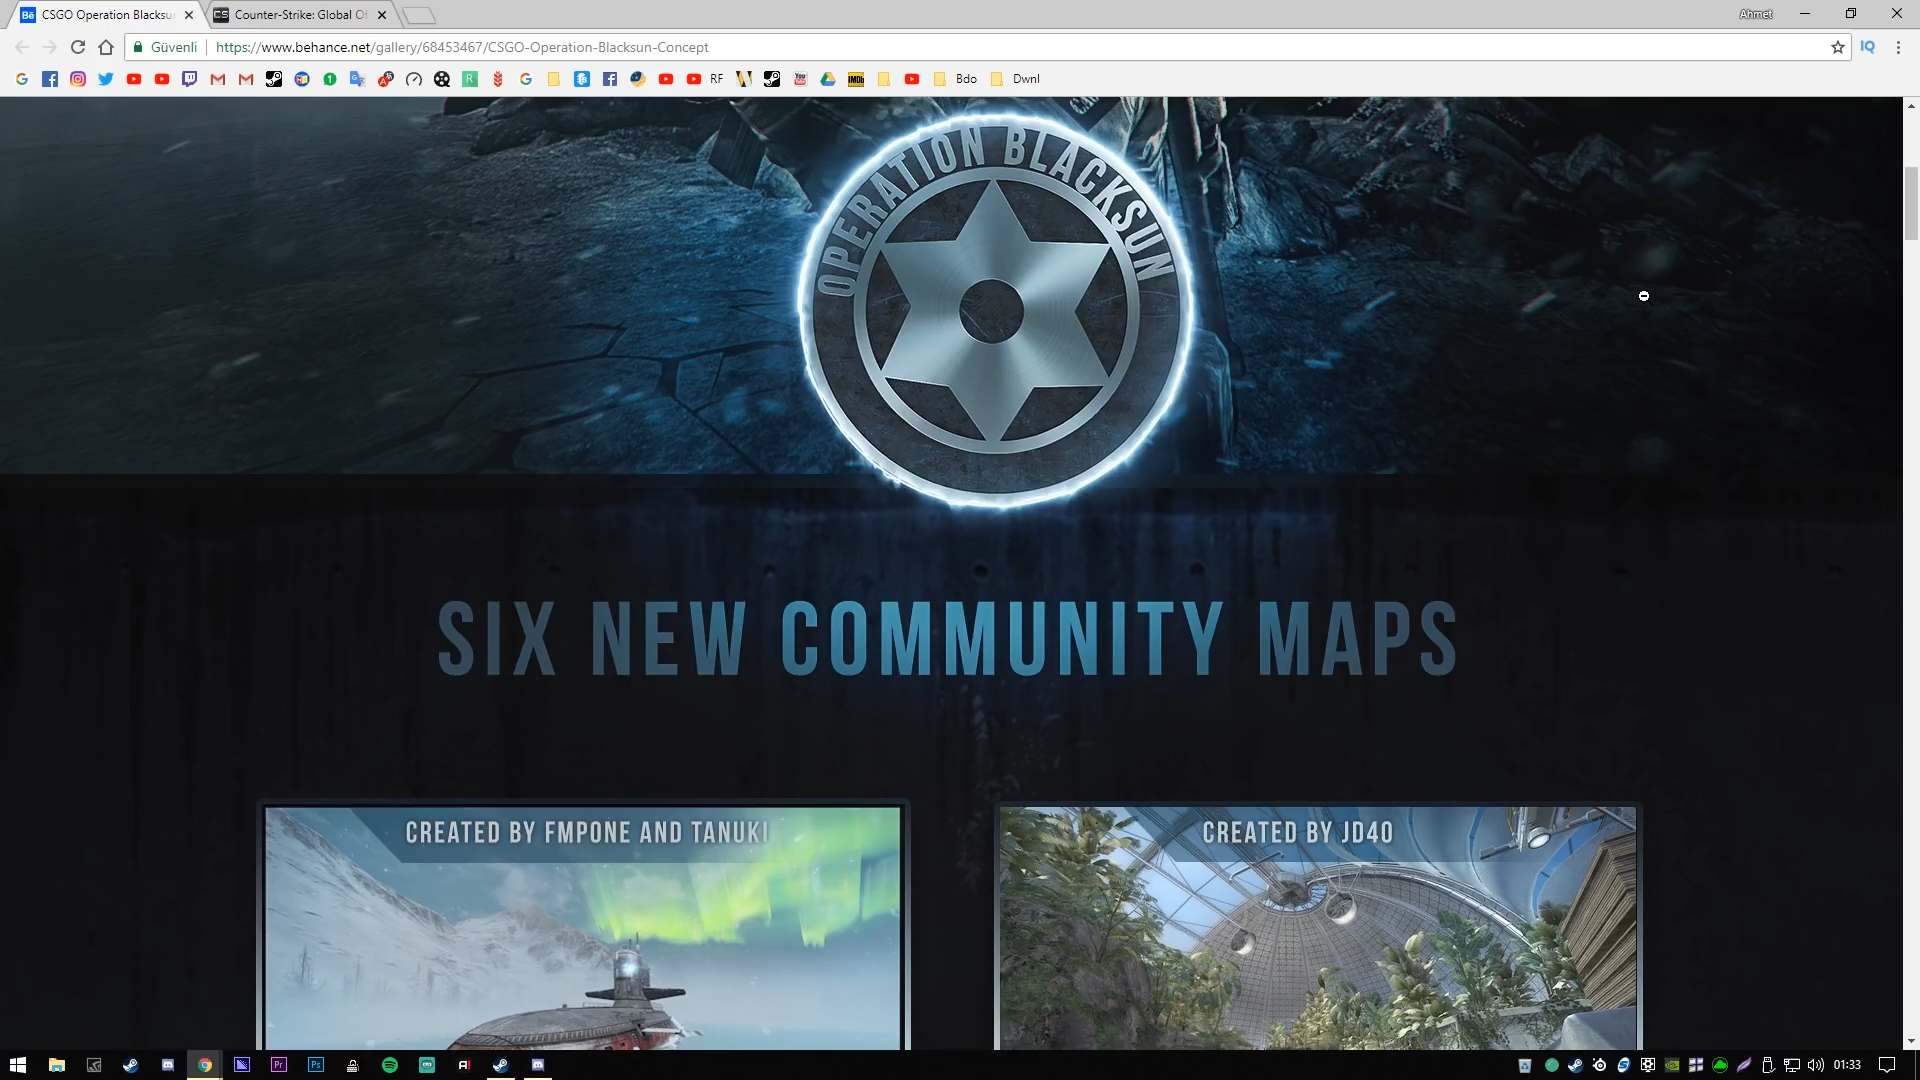 CSGO Operation Blacksu
Counter-Strike: Global Of
Ahmet
Güvenli
https://www.behance.net/gallery/68453467/CSGO-Operation-Blacksun-Concept
RF
Bdo
Dwnl
OPERATION BLACKSUN
SIX NEW COMMUNITY MAPS
CREATED BY FMPONE AND TANUKI
CREATED BY JD40
01:33